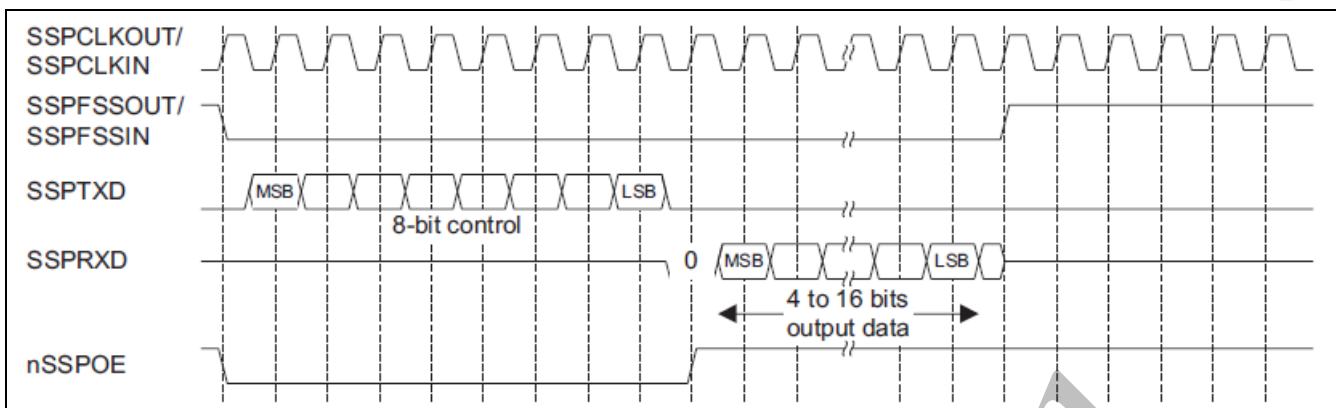 SSPCLKOUT/
SSPCLKIN
SSPFSSOUT/
SSPFSSIN
SSPTXD
MSB
LSB
8-bit control
SSPRXD
0
MSB
LSB
4 to 16 bits
output data
nSSPOE